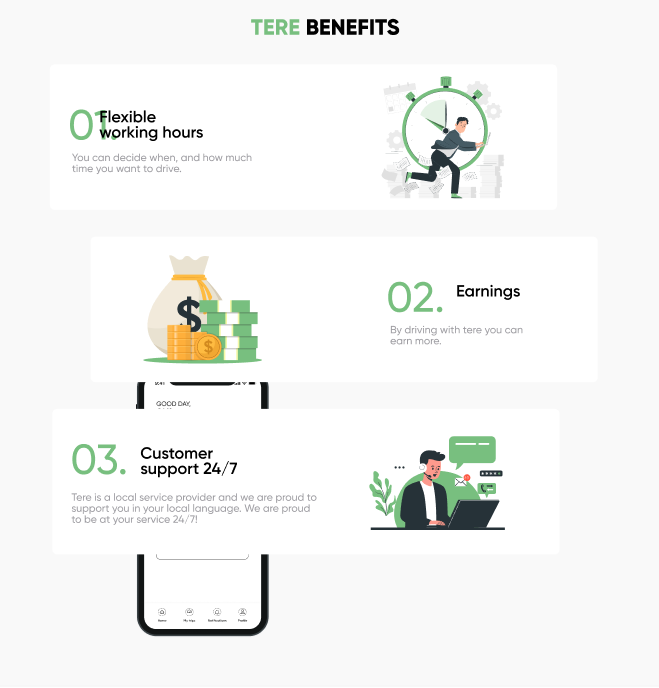 TERE BENEFITS
01.
Flexible
working hours
You can decide when, and how much
time you want to drive.
$
$
02.
Earnings
By driving with tere you can
earn more.
9:41
GOOD DAY,
03.
Customer
support 24/7
Tere is a local service provider and we are proud to
support you in your local language. We are proud
to be at your service 24/7!
Home
My trips
Notifications
Profile